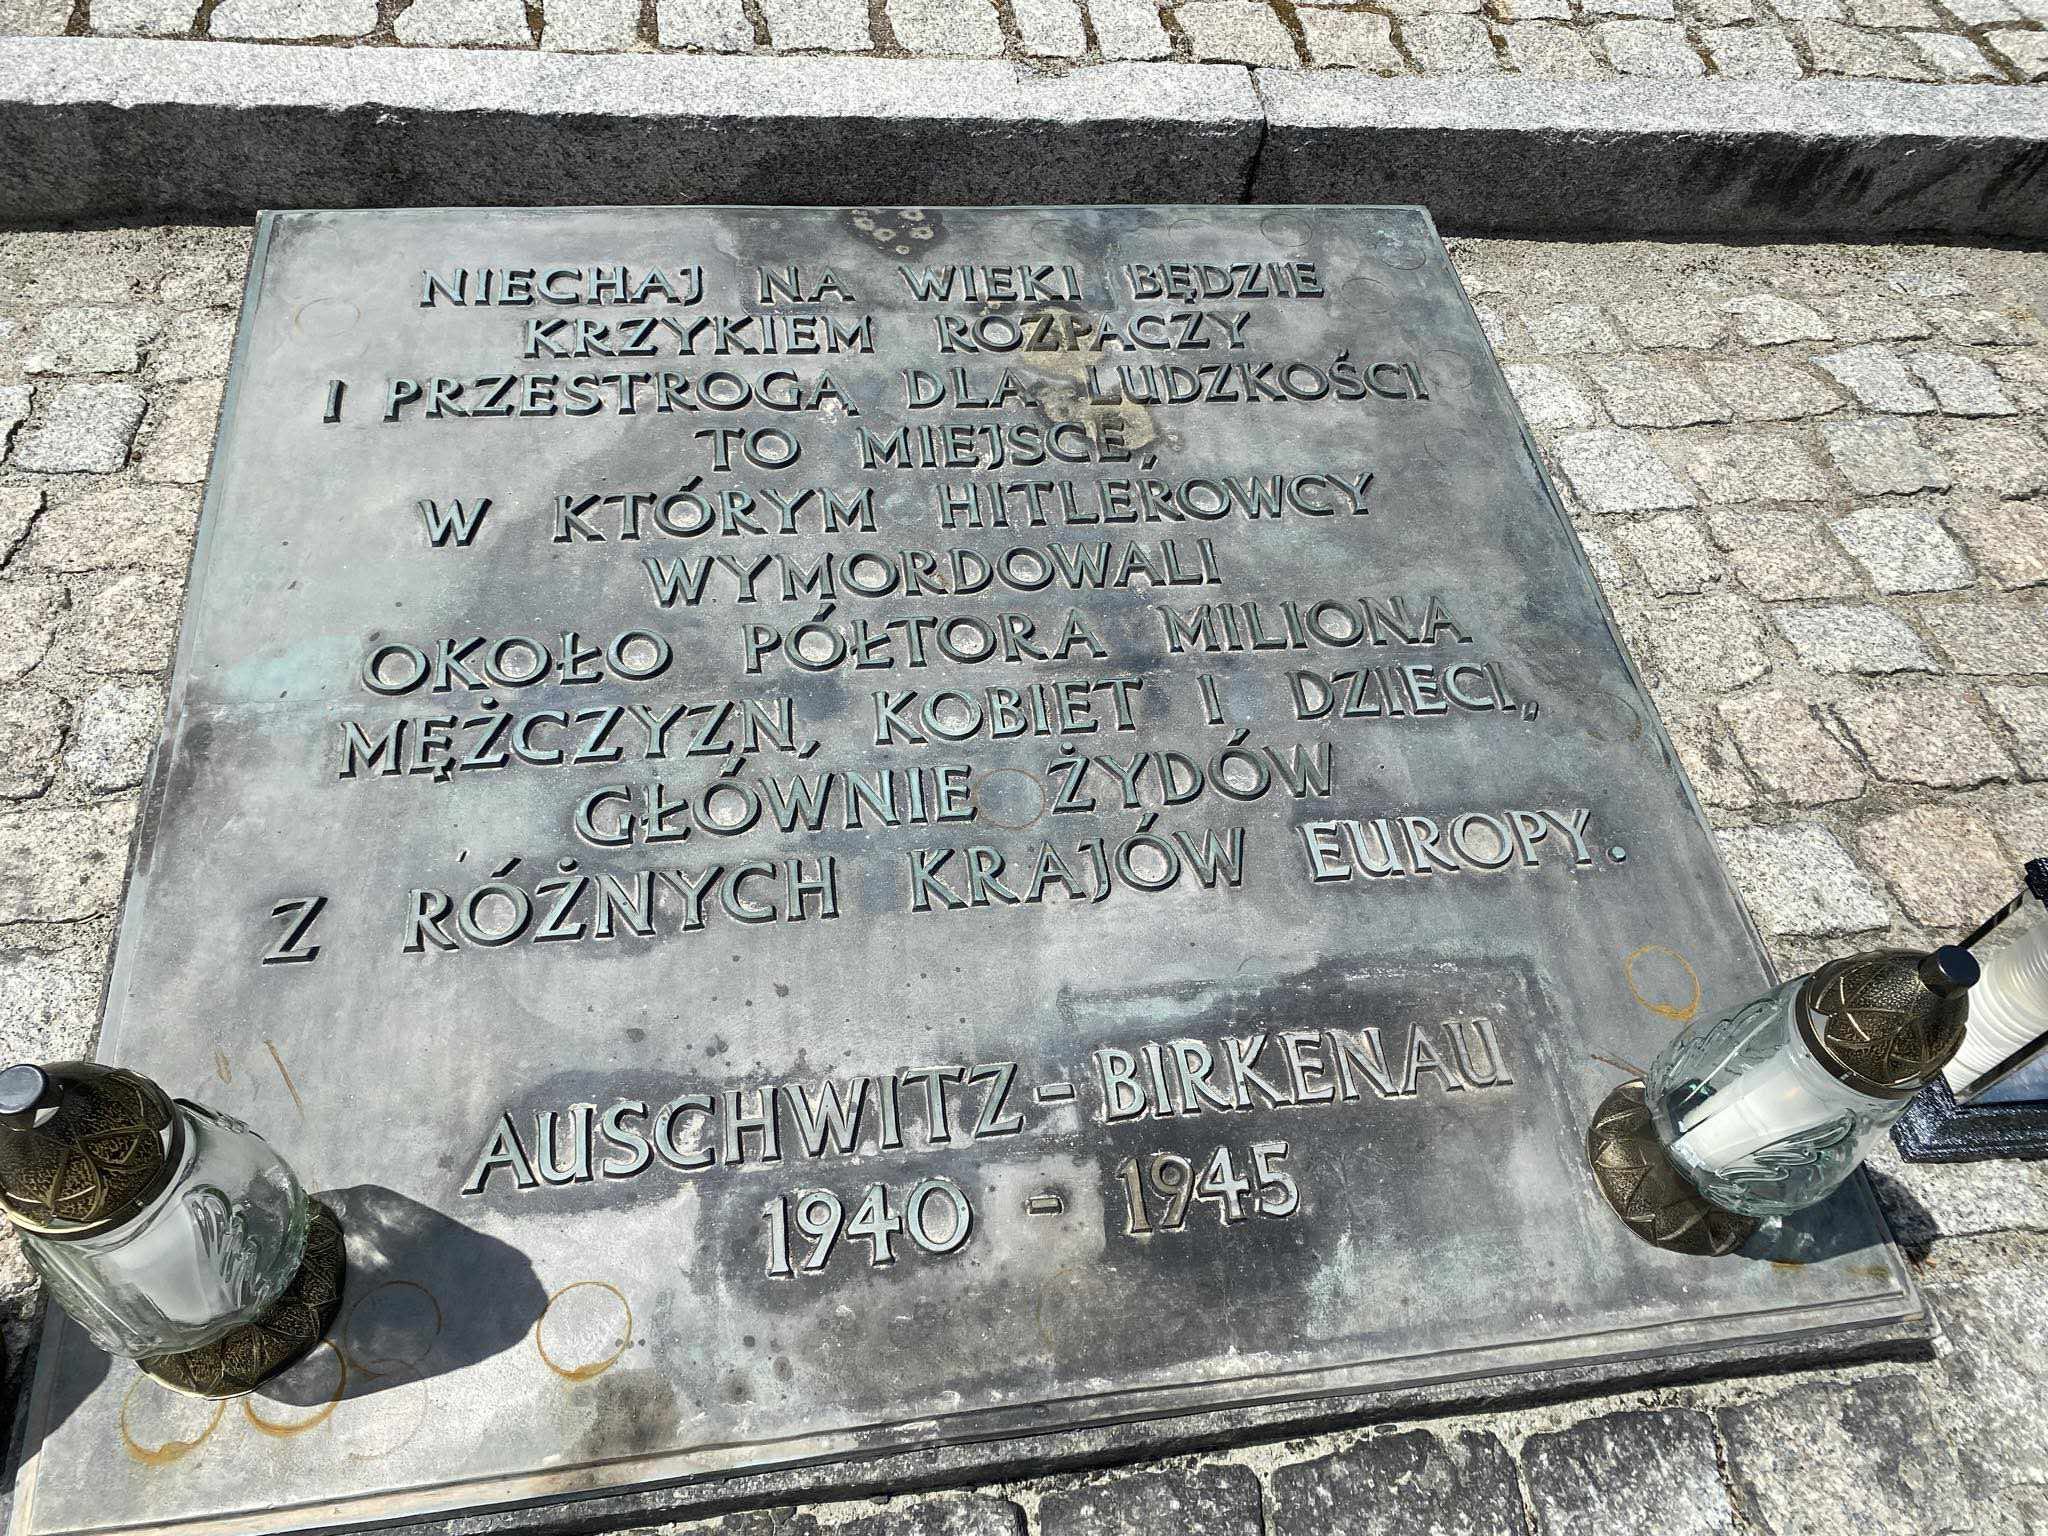 NIECHAJ NA WIEKI BĘDZIE
KRZYKIEM ROZPACZY
I PRZESTROGĄ DLA LUDZKOŚCI
TO MIEJSCE,
W KTÓRYM HITLEROWCY
WYMORDOWALI
OKOŁO PÓŁTORA MILIONA
MĘŻCZYZN, KOBIET I DZIECI,
GŁÓWNIE ŻYDÓW
Z RÓŻNYCH KRAJÓW EUROPY.
AUSCHWITZ-BIRKENAU
1940 - 1945